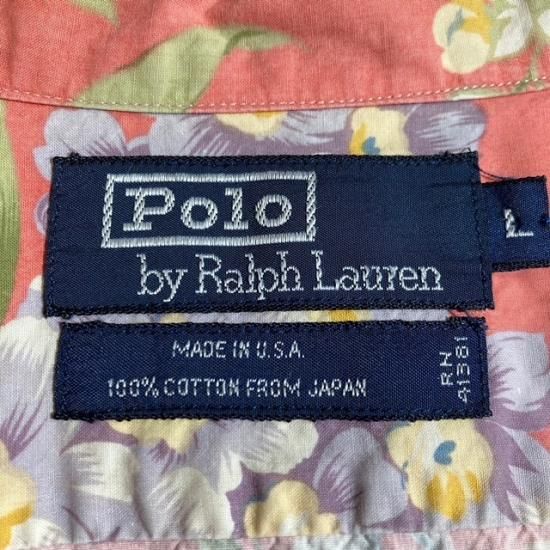 Polo
by Ralph Lauren
L
MADE IN U.S.A.
100% COTTON FROM JAPAN
RN
41381